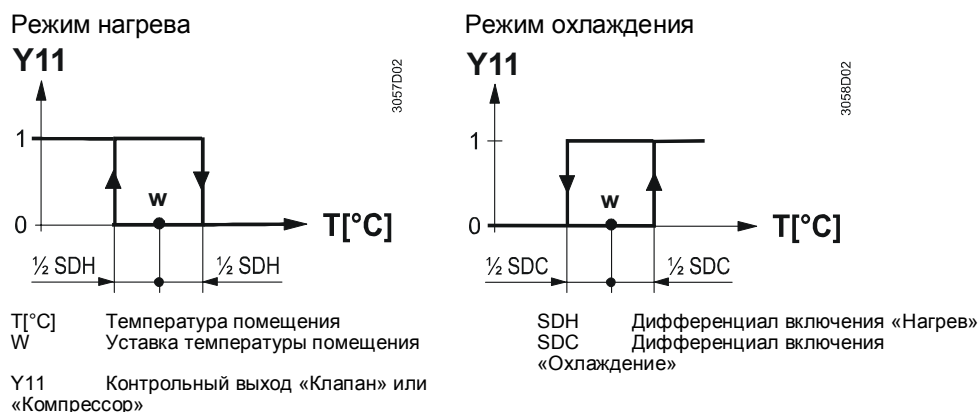 Режим нагрева
Y11
3057D02
1
w
0
T[°C]
½ SDH
½ SDH
Режим охлаждения
Y11
3058D02
1
w
0
T[°C]
½ SDC
½ SDC
T[°C] Температура помещения
W Уставка температуры помещения
Y11 Контрольный выход «Клапан» или
«Компрессор»
SDH Дифференциал включения «Нагрев»
SDC Дифференциал включения
«Охлаждение»